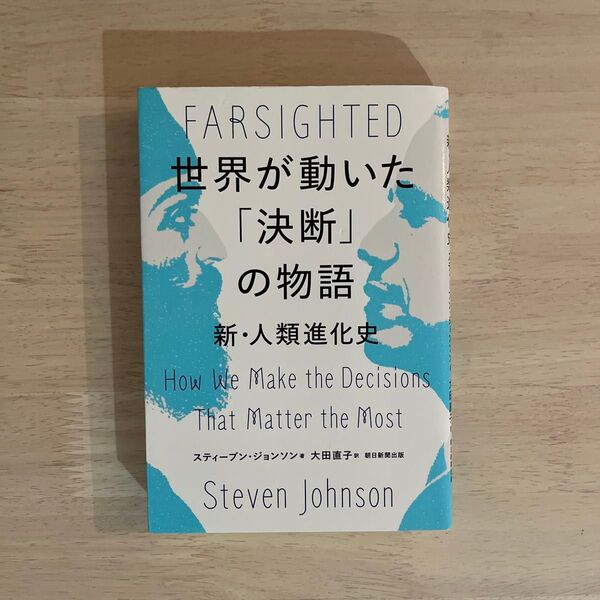 FARSIGHTED
世界が動いた
「決断」
の物語
新・人類進化史
How We Make the Decisions
That Matter the Most
スティーブン・ジョンソン著 大田直子訳 朝日新聞出版
Steven Johnson